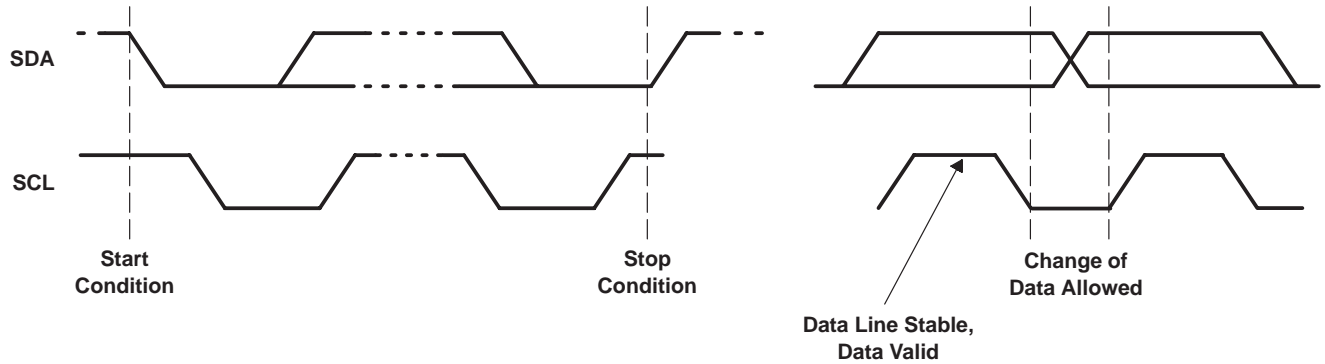 SDA
SCL
Start
Condition
Stop
Condition
Change of
Data Allowed
Data Line Stable,
Data Valid